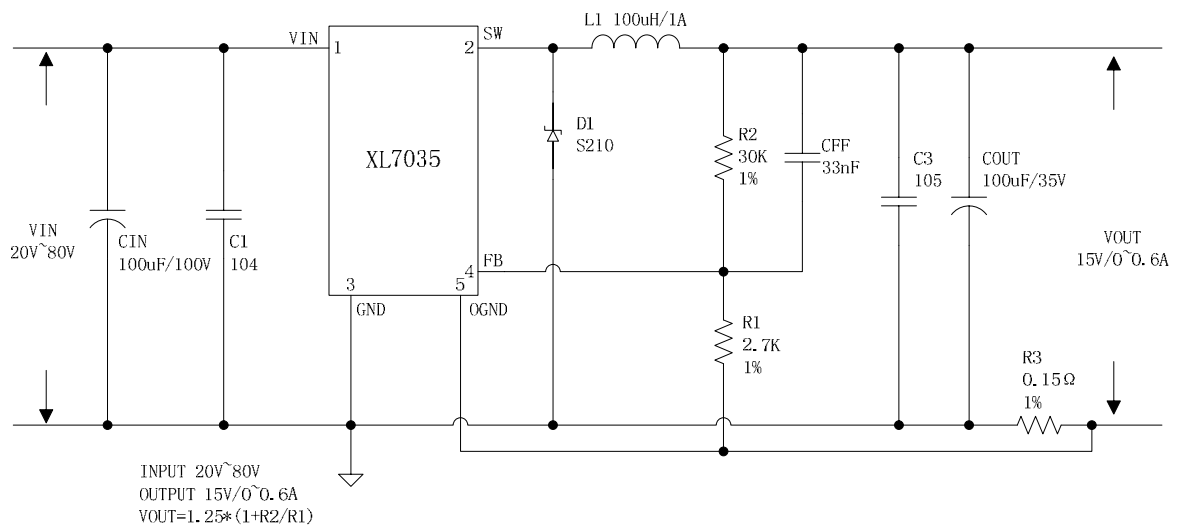 L1 100uH/1A
VIN
1
2
SW
XL7035
D1
S210
R2
30K
1%
CFF
33nF
C3
105
COUT
100uF/35V
VIN
20V~80V
CIN
100uF/100V
C1
104
VOUT
15V/0~0.6A
4
FB
3
GND
5
OGND
R1
2.7K
1%
R3
0.15Ω
1%
INPUT 20V~80V
OUTPUT 15V/0~0.6A
VOUT=1.25*(1+R2/R1)